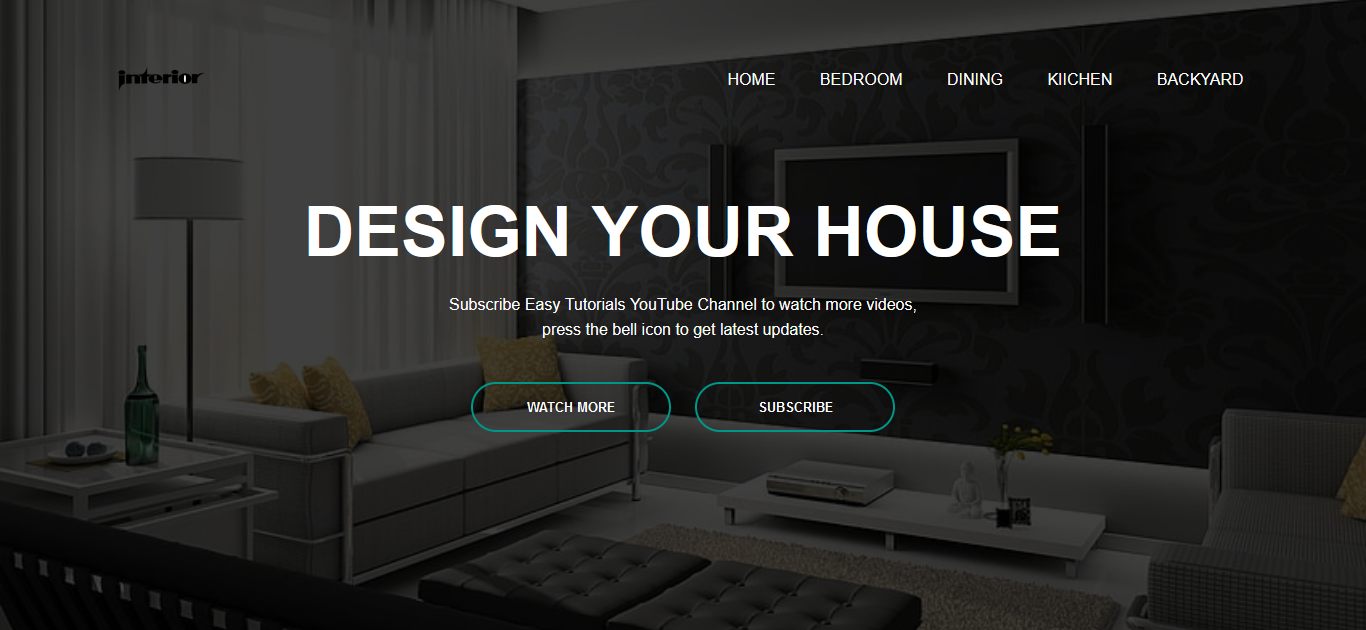 interior
HOME BEDROOM DINING KIICHEN BACKYARD
DESIGN YOUR HOUSE
Subscribe Easy Tutorials YouTube Channel to watch more videos,
press the bell icon to get latest updates.
WATCH MORE SUBSCRIBE